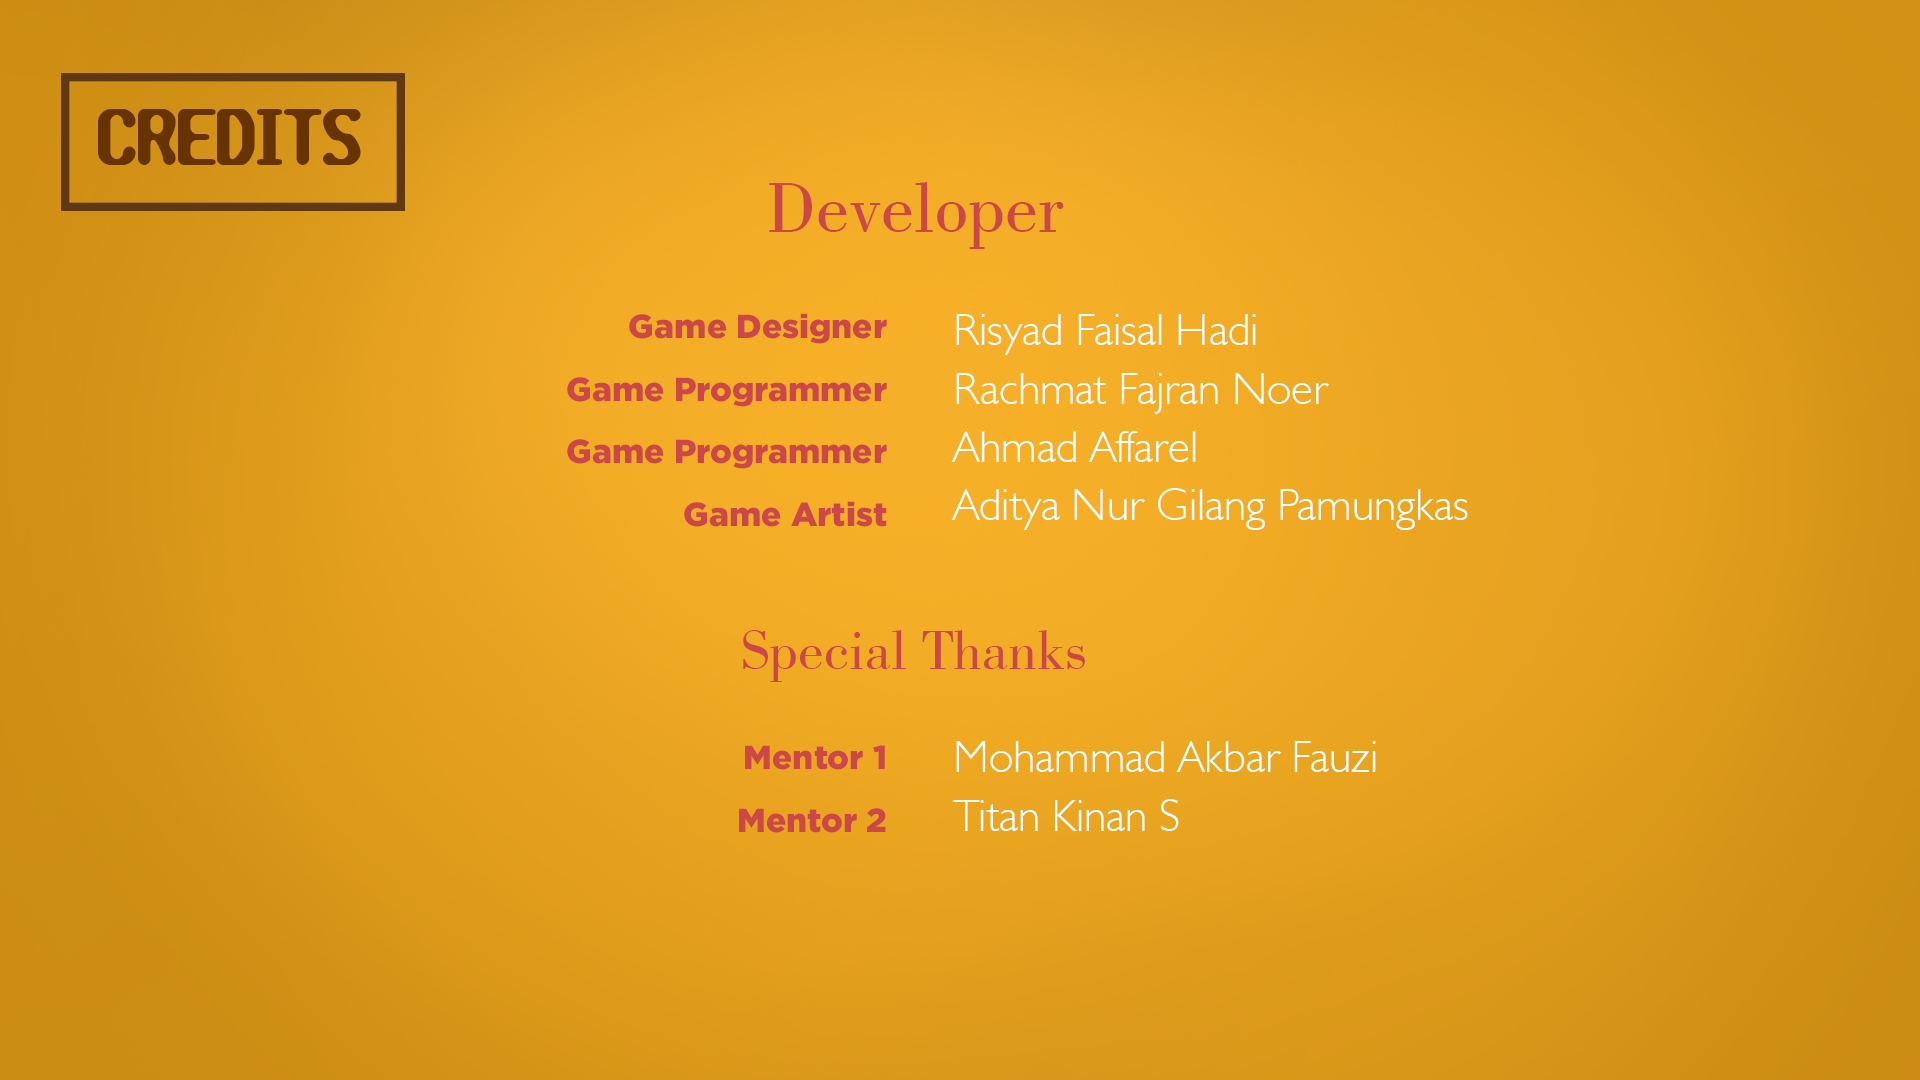 CREDITS
Developer
Game Designer Risyad Faisal Hadi
Game Programmer Rachmat Fajran Noer
Game Programmer Ahmad Affarel
Game Artist Aditya Nur Gilang Pamungkas
Special Thanks
Mentor 1 Mohammad Akbar Fauzi
Mentor 2 Titan Kinan S